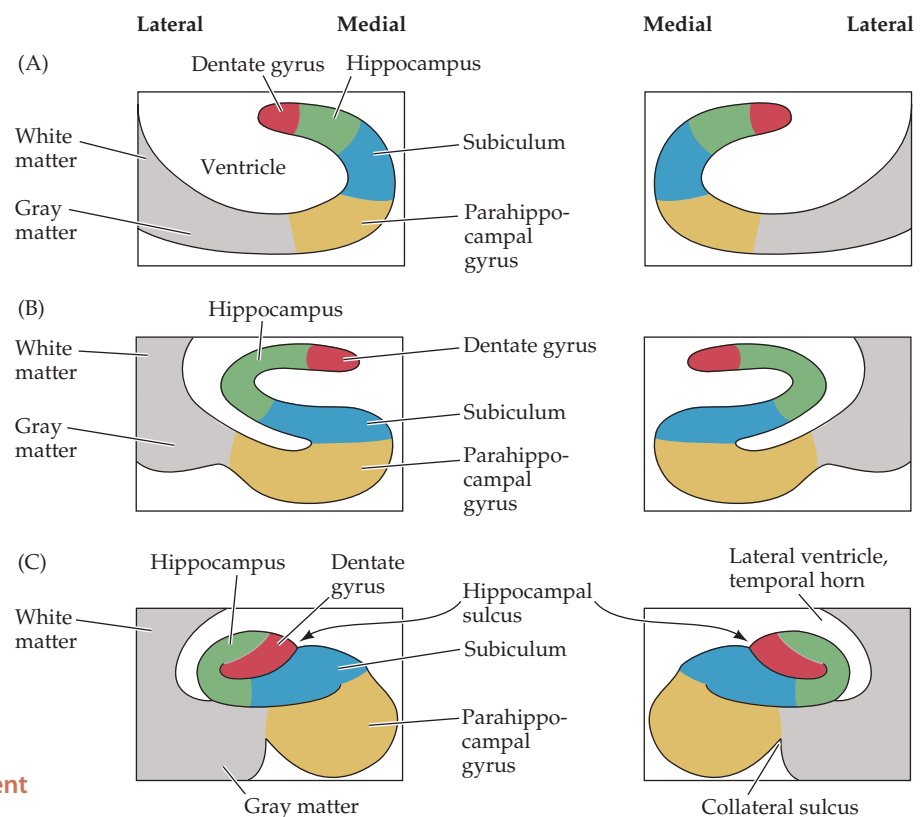 Lateral Medial Medial Lateral
(A)
Dentate gyrus Hippocampus
White
matter
Ventricle
Subiculum
Gray
matter
Parahippo-
campal
gyrus
(B)
Hippocampus
White
matter
Dentate gyrus
Gray
matter
Subiculum
Parahippo-
campal
gyrus
(C)
Hippocampus
Dentate
gyrus
Lateral ventricle,
temporal horn
White
matter
Hippocampal
sulcus
Subiculum
Parahippo-
campal
gyrus
Gray matter
Collateral sulcus